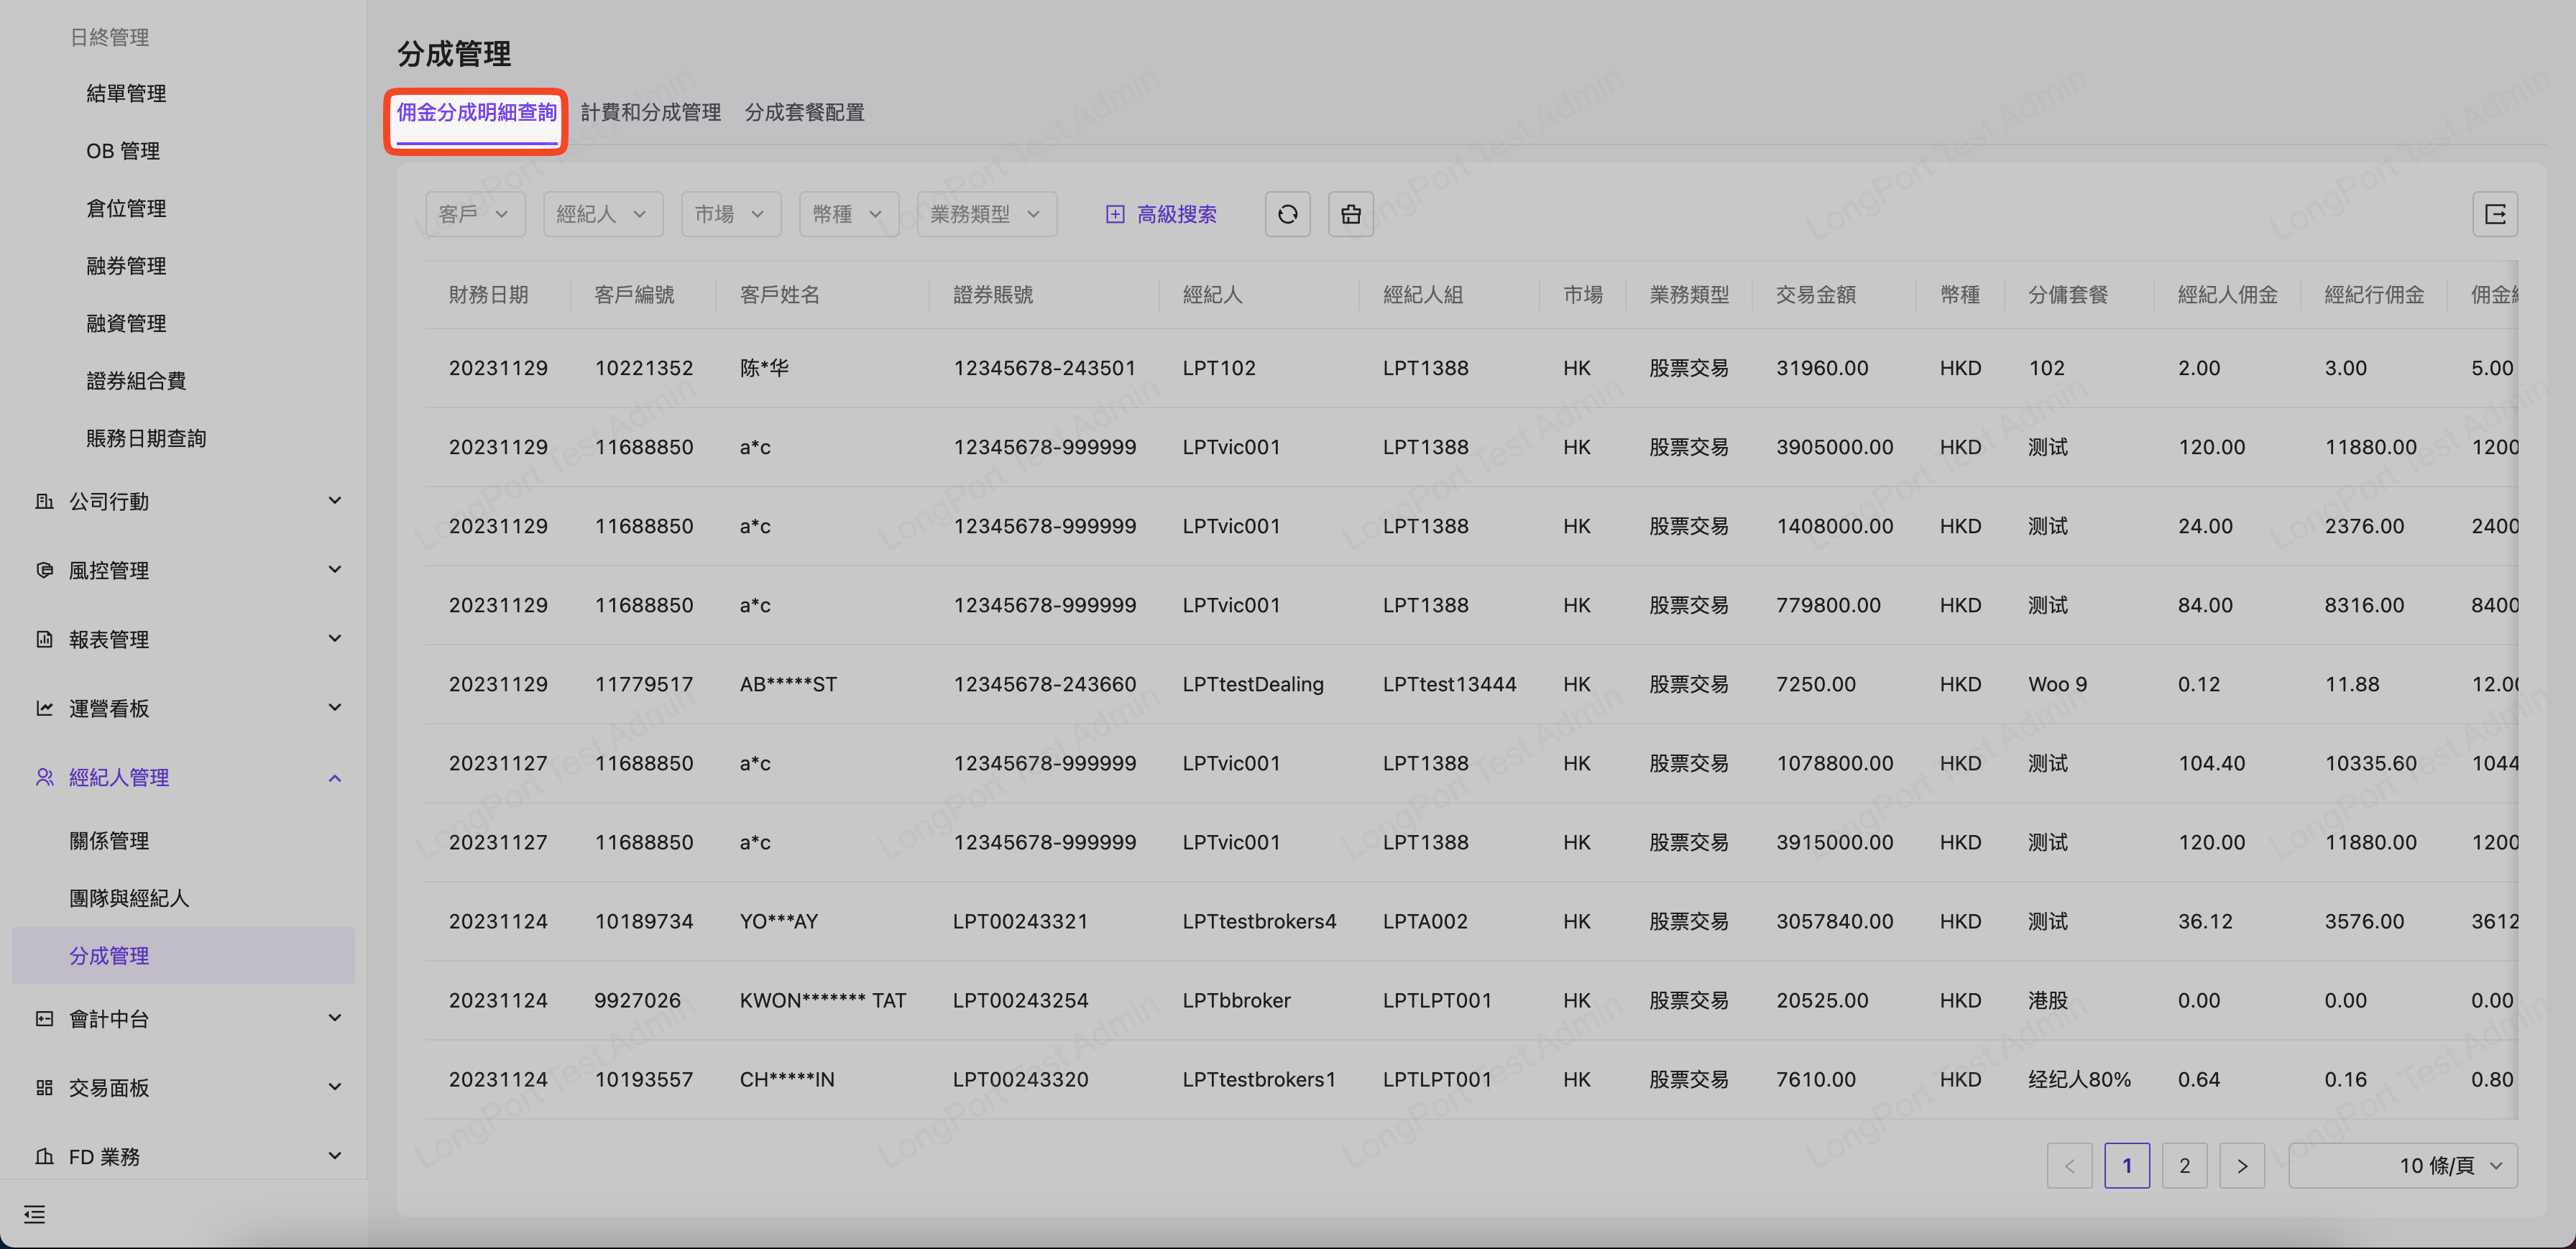 日終管理
結單管理
OB 管理
倉位管理
融券管理
融資管理
證券組合費
賬務日期查詢
公司行動
風控管理
報表管理
運營看板
經紀人管理
關係管理
團隊與經紀人
分成管理
會計中台
交易面板
FD 業務
分成管理
佣金分成明細查詢 計費和分成管理 分成套餐配置
客戶 經紀人 市場 幣種 業務類型 高級搜索
財務日期 客戶編號 客戶姓名 證券賬號 經紀人 經紀人組 市場 業務類型 交易金額 幣種 分傭套餐 經紀人佣金 經紀行佣金 佣金
20231129 10221352 陈*华 12345678-243501 LPT102 LPT1388 HK 股票交易 31960.00 HKD 102 2.00 3.00 5.00
20231129 11688850 a*c 12345678-999999 LPTvic001 LPT1388 HK 股票交易 3905000.00 HKD 测试 120.00 11880.00 1200
20231129 11688850 a*c 12345678-999999 LPTvic001 LPT1388 HK 股票交易 1408000.00 HKD 测试 24.00 2376.00 2400
20231129 11688850 a*c 12345678-999999 LPTvic001 LPT1388 HK 股票交易 779800.00 HKD 测试 84.00 8316.00 8400
20231129 11779517 AB*****ST 12345678-243660 LPTtestDealing LPTtest13444 HK 股票交易 7250.00 HKD Woo 9 0.12 11.88 12.00
20231127 11688850 a*c 12345678-999999 LPTvic001 LPT1388 HK 股票交易 1078800.00 HKD 测试 104.40 10335.60 1044
20231127 11688850 a*c 12345678-999999 LPTvic001 LPT1388 HK 股票交易 3915000.00 HKD 测试 120.00 11880.00 1200
20231124 10189734 YO***AY LPT00243321 LPTtestbrokers4 LPTA002 HK 股票交易 3057840.00 HKD 测试 36.12 3576.00 3612
20231124 9927026 KWON******* TAT LPT00243254 LPTbbroker LPTLPT001 HK 股票交易 20525.00 HKD 港股 0.00 0.00 0.00
20231124 10193557 CH*****IN LPT00243320 LPTtestbrokers1 LPTLPT001 HK 股票交易 7610.00 HKD 经纪人80% 0.64 0.16 0.80
1 2 10 條/頁
LongPort Test Admin